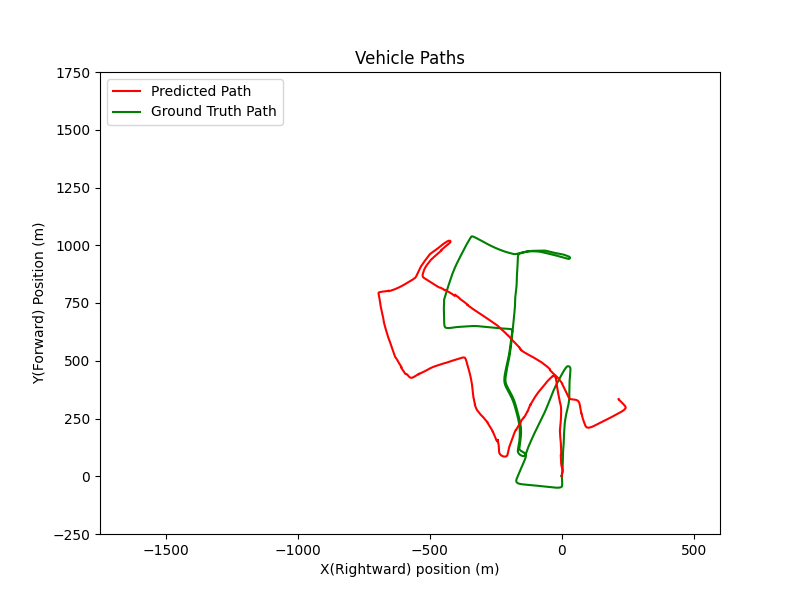 Vehicle Paths
Predicted Path
Ground Truth Path
1750
1500
1250
1000
750
500
250
0
−250
Y(Forward) Position (m)
−1500
−1000
−500
0
500
X(Rightward) position (m)